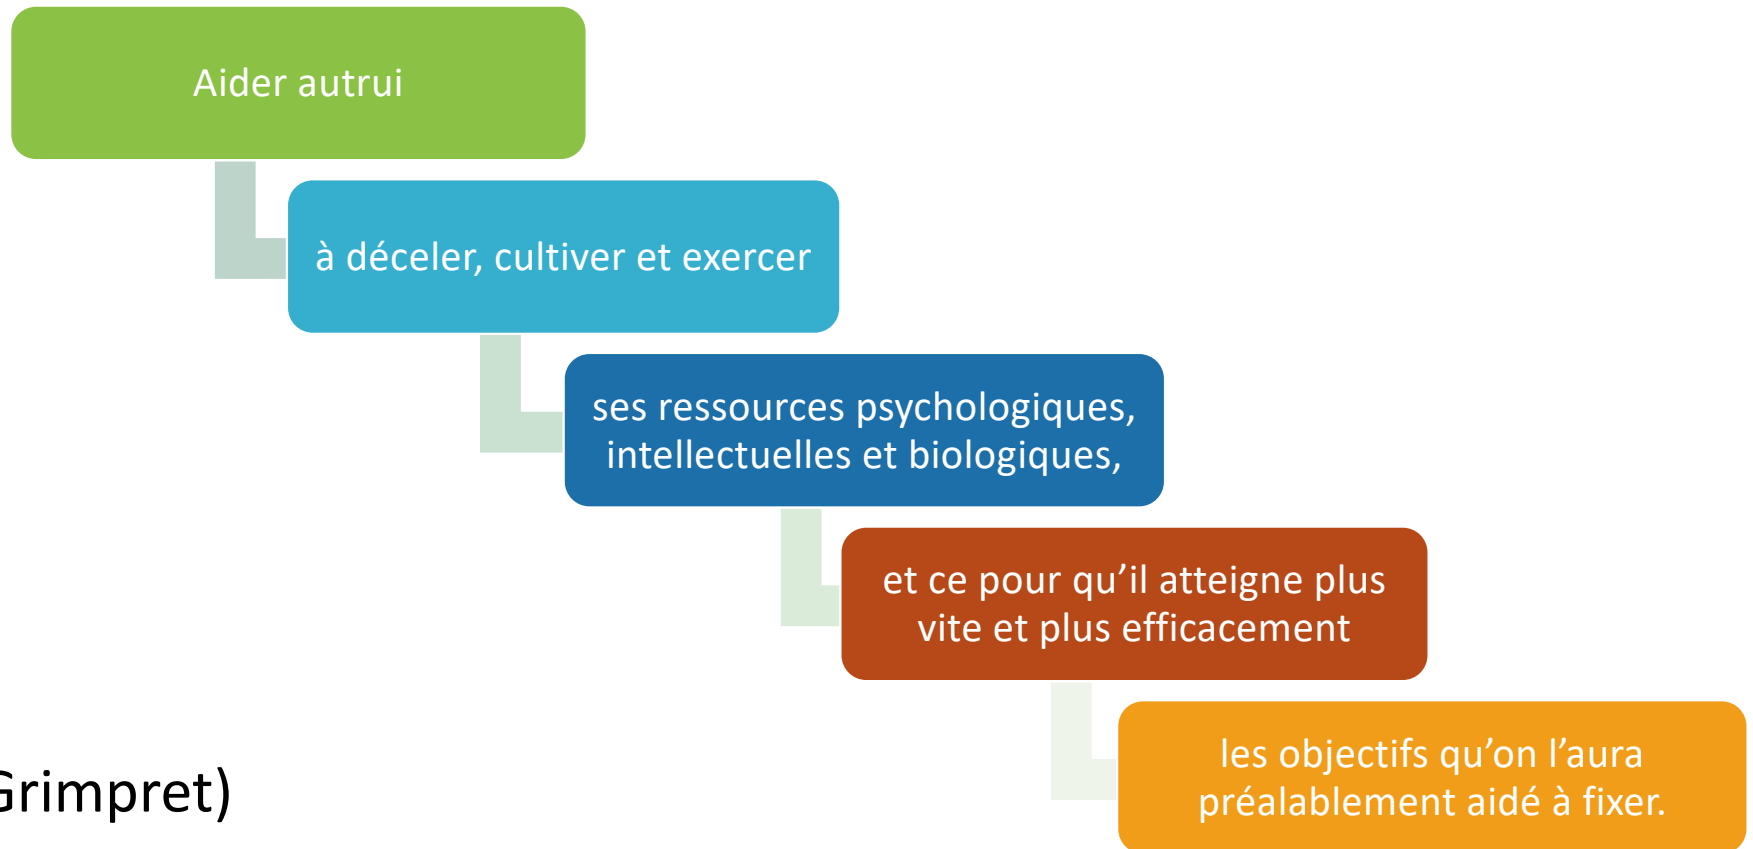 Aider autrui
à déceler, cultiver et exercer
ses ressources psychologiques,
intellectuelles et biologiques,
et ce pour qu’il atteigne plus
vite et plus efficacement
les objectifs qu’on l’aura
préalablement aidé à fixer.
Grimpret)